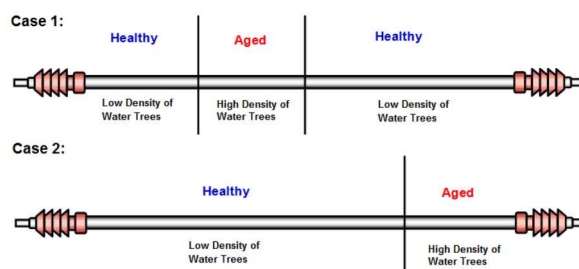 Case 1:
Healthy
Aged
Healthy
Low Density of
Water Trees
High Density of
Water Trees
Low Density of
Water Trees
Case 2:
Healthy
Aged
Low Density of
Water Trees
High Density of
Water Trees